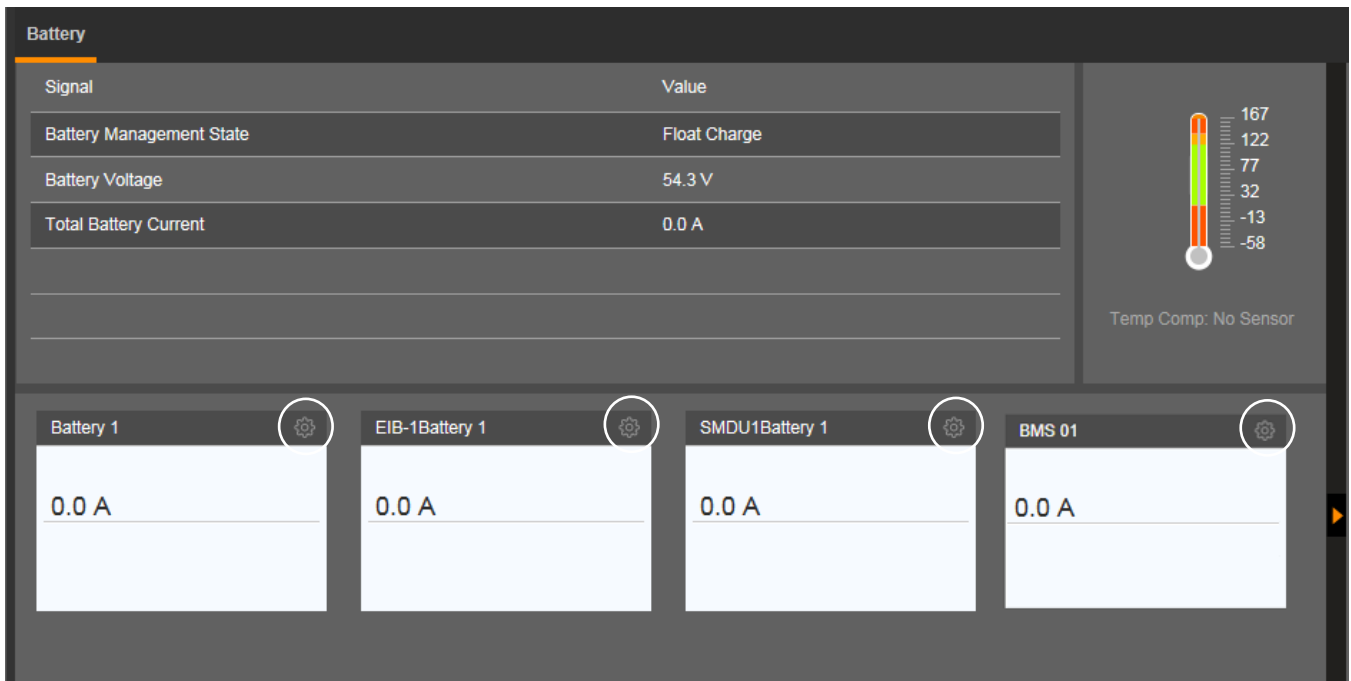 Battery
Signal Value
Battery Management State Float Charge
Battery Voltage 54.3 V
Total Battery Current 0.0 A
167
122
77
32
-13
-58
Temp Comp: No Sensor
Battery 1
0.0 A
EIB-1Battery 1
0.0 A
SMDU1Battery 1
0.0 A
BMS 01
0.0 A